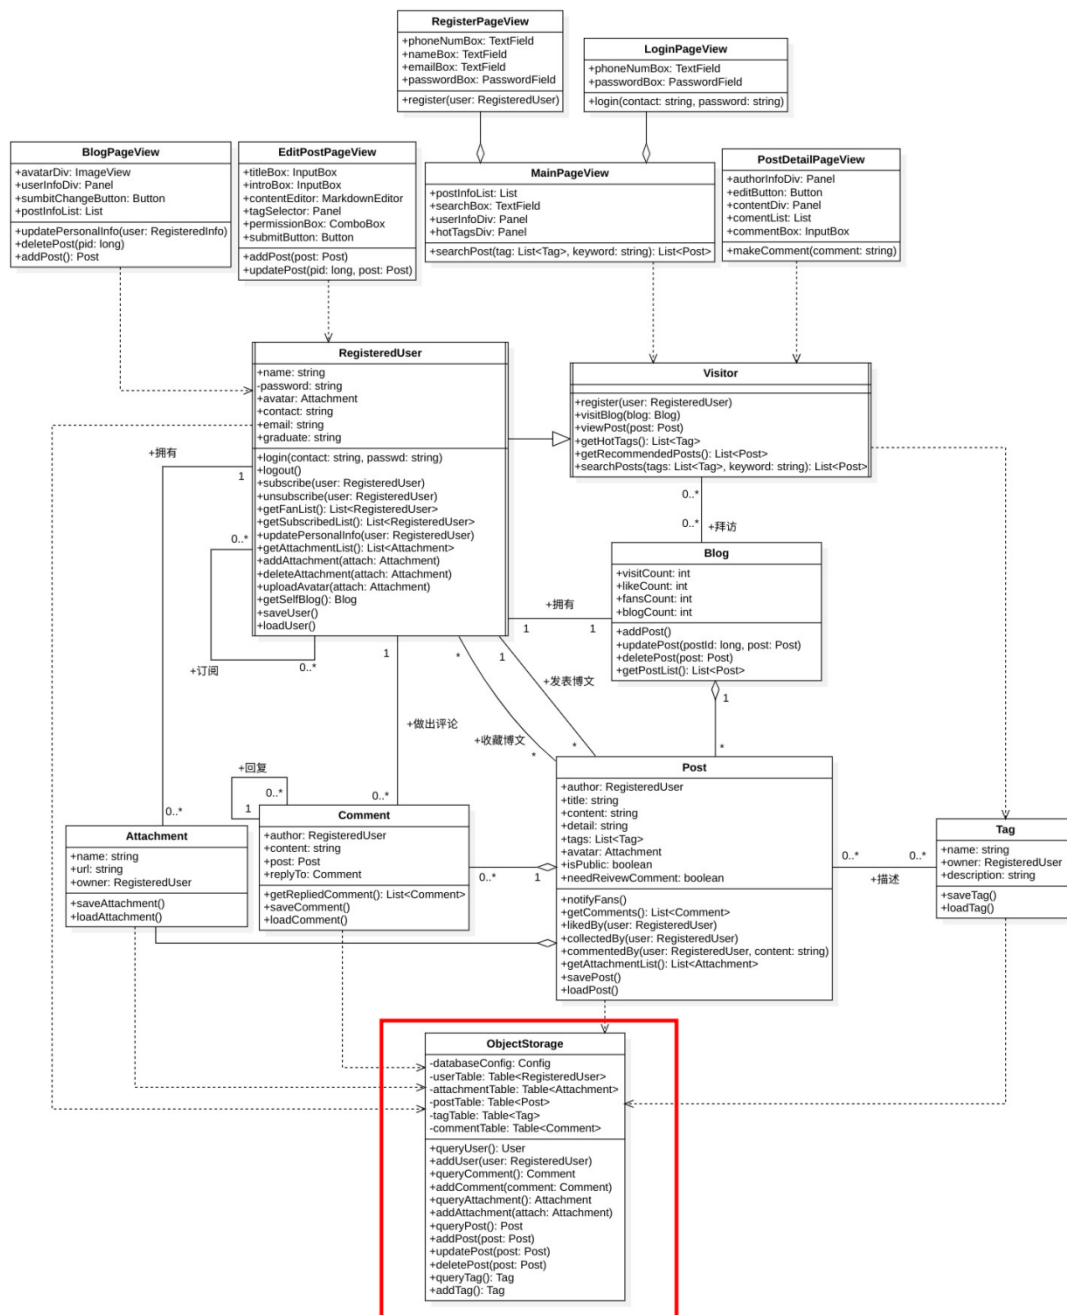 RegisterPageView
+phoneNumBox: TextField
+nameBox: TextField
+emailBox: TextField
+passwordBox: PasswordField
+register(user: RegisteredUser)
LoginPageView
+phoneNumBox: TextField
+passwordBox: PasswordField
+login(contact: string, password: string)
BlogPageView
+avatarDiv: ImageView
+userInfoDiv: Panel
+sumbitChangeButton: Button
+postInfoList: List
+updatePersonalInfo(user: RegisteredInfo)
+deletePost(pid: long)
+addPost(): Post
EditPostPageView
+titleBox: InputBox
+introBox: InputBox
+contentEditor: MarkdownEditor
+tagSelector: Panel
+permissionBox: ComboBox
+submitButton: Button
+addPost(post: Post)
+updatePost(pid: long, post: Post)
MainPageView
+postInfoList: List
+searchBox: TextField
+userInfoDiv: Panel
+hotTagsDiv: Panel
+searchPost(tag: List<Tag>, keyword: string): List<Post>
PostDetailPageView
+authorInfoDiv: Panel
+editButton: Button
+contentDiv: Panel
+comentList: List
+commentBox: InputBox
+makeComment(comment: string)
RegisteredUser
+name: string
-password: string
+avatar: Attachment
+contact: string
+email: string
+graduate: string
+login(contact: string, passwd: string)
+logout()
+subscribe(user: RegisteredUser)
+unsubscribe(user: RegisteredUser)
+getFanList(): List<RegisteredUser>
+getSubscribedList(): List<RegisteredUser>
+updatePersonalInfo(user: RegisteredUser)
+getAttachmentList(): List<Attachment>
+addAttachment(attach: Attachment)
+deleteAttachment(attach: Attachment)
+uploadAvatar(attach: Attachment)
+getSelfBlog(): Blog
+saveUser()
+loadUser()
Visitor
+register(user: RegisteredUser)
+visitBlog(blog: Blog)
+viewPost(post: Post)
+getHotTags(): List<Tag>
+getRecommendedPosts(): List<Post>
+searchPosts(tags: List<Tag>, keyword: string): List<Post>
+拥有
1
0..*
0..*
0..*
+拜访
Blog
+visitCount: int
+likeCount: int
+fansCount: int
+blogCount: int
+addPost()
+updatePost(postId: long, post: Post)
+deletePost(post: Post)
+getPostList(): List<Post>
+拥有
1
1
+订阅
0..*
1
*
1
+发表博文
1
+做出评论
+收藏博文
*
*
*
+回复
0..*
1
0..*
0..*
Post
+author: RegisteredUser
+title: string
+content: string
+detail: string
+tags: List<Tag>
+avatar: Attachment
+isPublic: boolean
+needReivewComment: boolean
+notifyFans()
+getComments(): List<Comment>
+likedBy(user: RegisteredUser)
+collectedBy(user: RegisteredUser)
+commentedBy(user: RegisteredUser, content: string)
+getAttachmentList(): List<Attachment>
+savePost()
+loadPost()
Comment
+author: RegisteredUser
+content: string
+post: Post
+replyTo: Comment
+getRepliedComment(): List<Comment>
+saveComment()
+loadComment()
0..*
1
Attachment
+name: string
+url: string
+owner: RegisteredUser
+saveAttachment()
+loadAttachment()
0..*
0..*
+描述
Tag
+name: string
+owner: RegisteredUser
+description: string
+saveTag()
+loadTag()
ObjectStorage
-databaseConfig: Config
-userTable: Table<RegisteredUser>
-attachmentTable: Table<Attachment>
-postTable: Table<Post>
-tagTable: Table<Tag>
-commentTable: Table<Comment>
+queryUser(): User
+addUser(user: RegisteredUser)
+queryComment(): Comment
+addComment(comment: Comment)
+queryAttachment(): Attachment
+addAttachment(attach: Attachment)
+queryPost(): Post
+addPost(post: Post)
+updatePost(post: Post)
+deletePost(post: Post)
+queryTag(): Tag
+addTag(): Tag